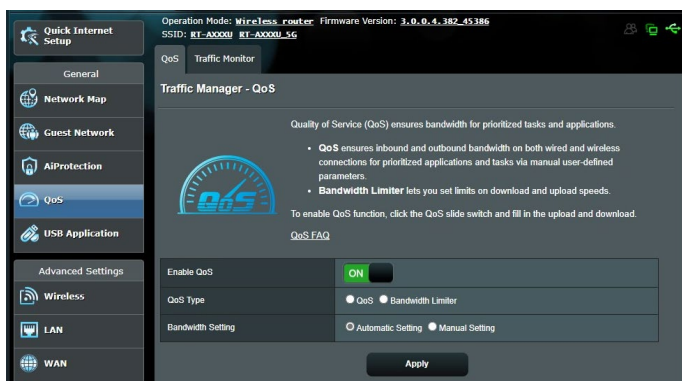 Quick Internet
Setup
General
Network Map
Guest Network
AiProtection
QoS
USB Application
Advanced Settings
Wireless
LAN
WAN
Operation Mode: Wireless router Firmware Version: 3.0.0.4.382_45386
SSID: RT-AXXXU RT-AXXXU_5G
QoS Traffic Monitor
Traffic Manager - QoS
QoS
Quality of Service (QoS) ensures bandwidth for prioritized tasks and applications.
• QoS ensures inbound and outbound bandwidth on both wired and wireless
connections for prioritized applications and tasks via manual user-defined
parameters.
• Bandwidth Limiter lets you set limits on download and upload speeds.
To enable QoS function, click the QoS slide switch and fill in the upload and download.
QoS FAQ
Enable QoS ON
QoS Type QoS Bandwidth Limiter
Bandwidth Setting Automatic Setting Manual Setting
Apply